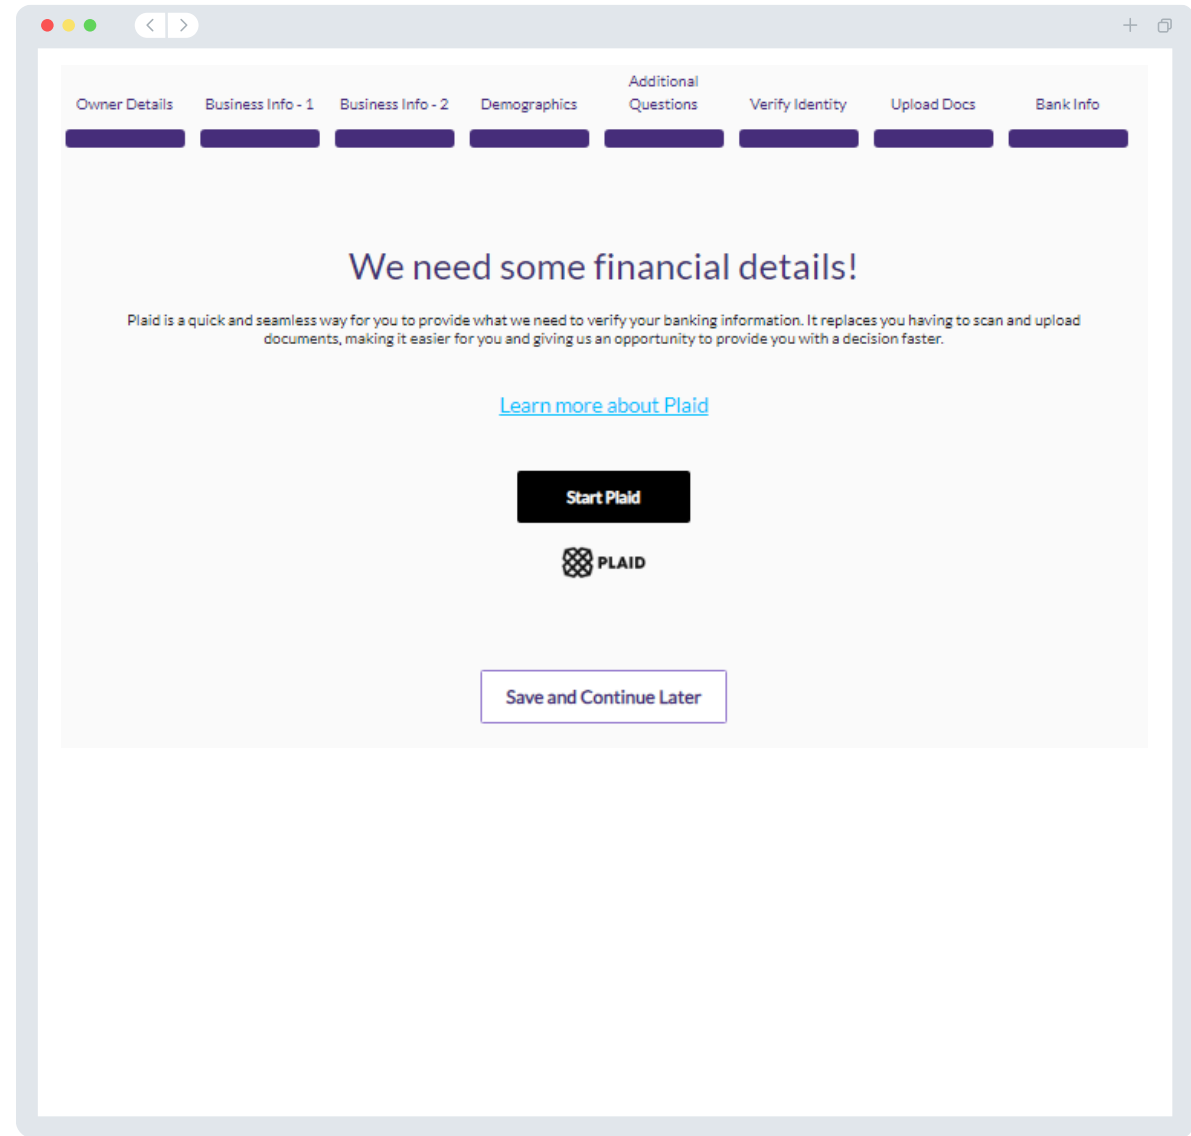 Owner Details
Business Info - 1
Business Info - 2
Demographics
Additional
Questions
Verify Identity
Upload Docs
Bank Info
We need some financial details!
Plaid is a quick and seamless way for you to provide what we need to verify your banking information. It replaces you having to scan and upload
documents, making it easier for you and giving us an opportunity to provide you with a decision faster.
Learn more about Plaid
Start Plaid
PLAID
Save and Continue Later